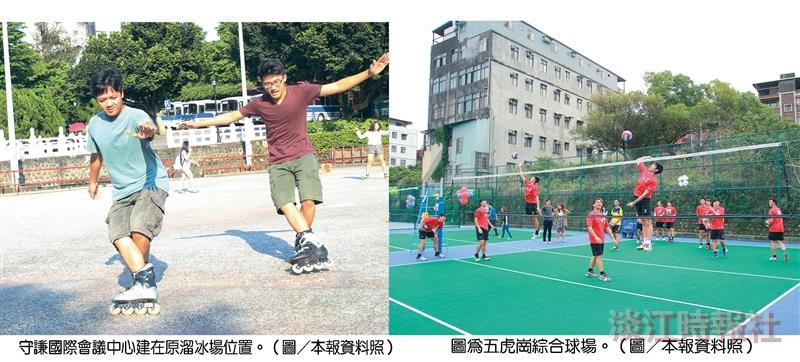 守謙國際會議中心建在原溜冰場位置。（圖／本報資料照）
圖為五虎崗綜合球場。（圖／本報資料照）
淡江時報社